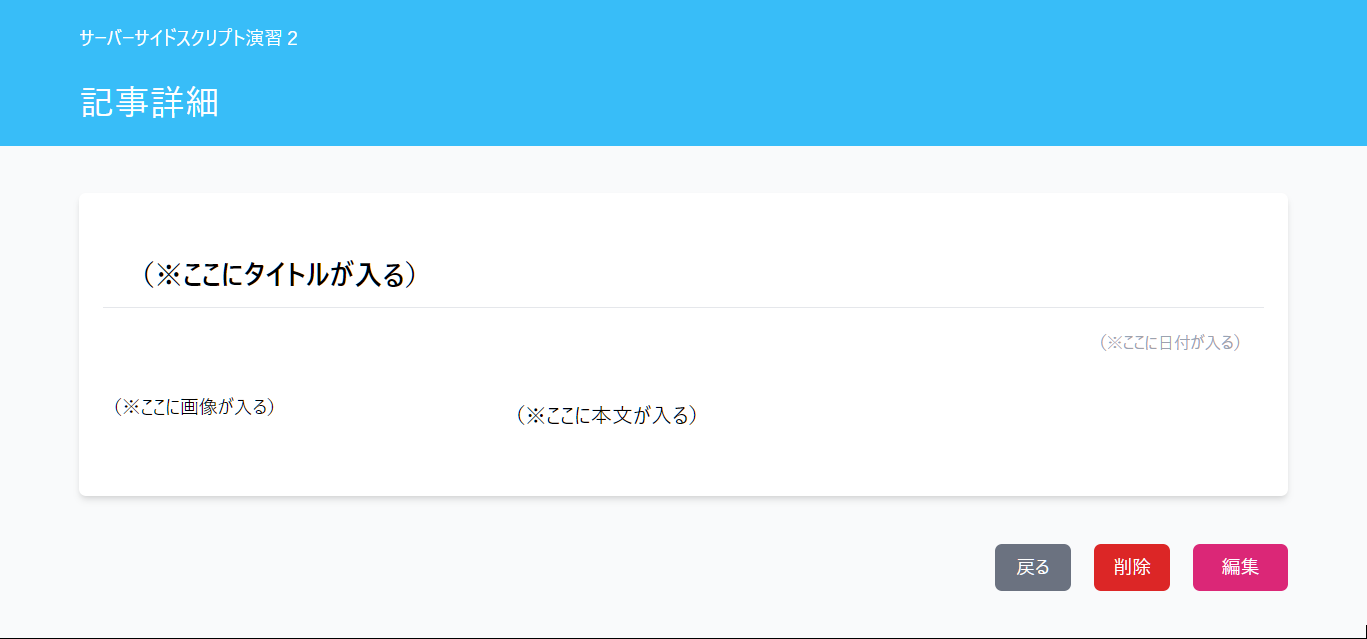 サーバーサイドスクリプト演習２
記事詳細
（※ここにタイトルが入る）
（※ここに日付が入る）
（※ここに画像が入る）
（※ここに本文が入る）
戻る
削除
編集